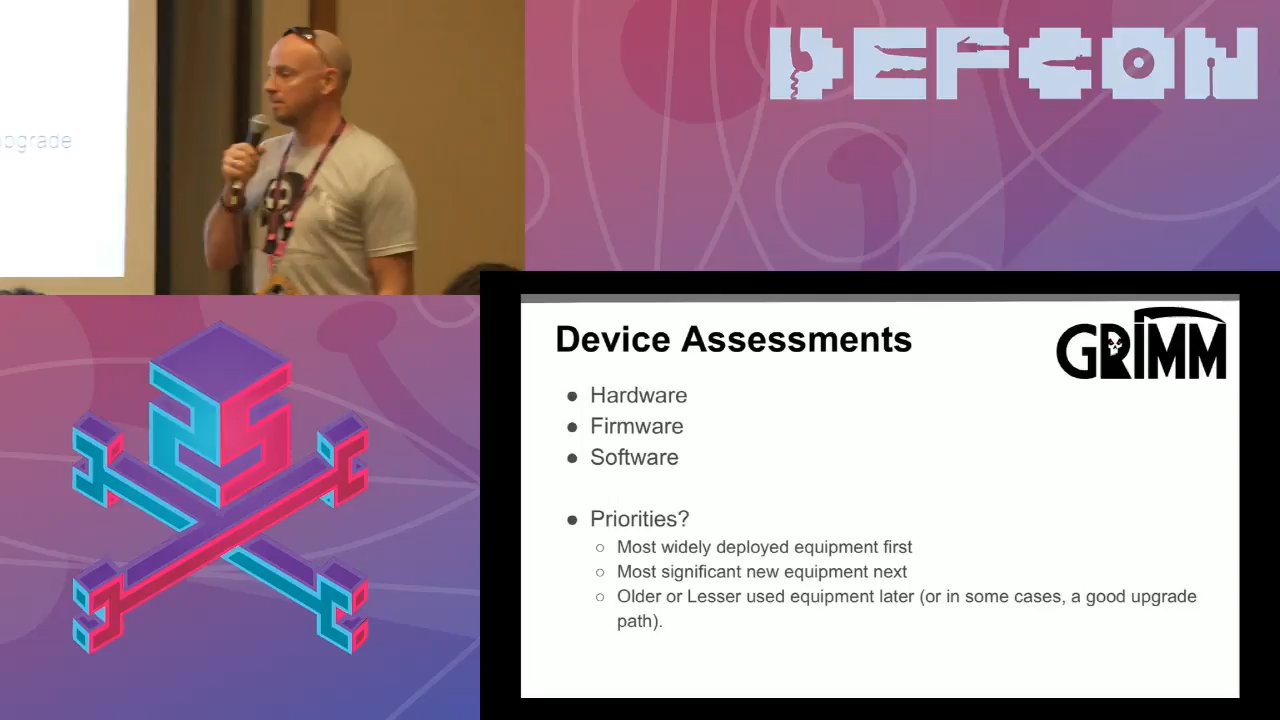 DEFCON
Device Assessments
GRIMM
● Hardware
● Firmware
● Software
● Priorities?
○ Most widely deployed equipment first
○ Most significant new equipment next
○ Older or Lesser used equipment later (or in some cases, a good upgrade
path).